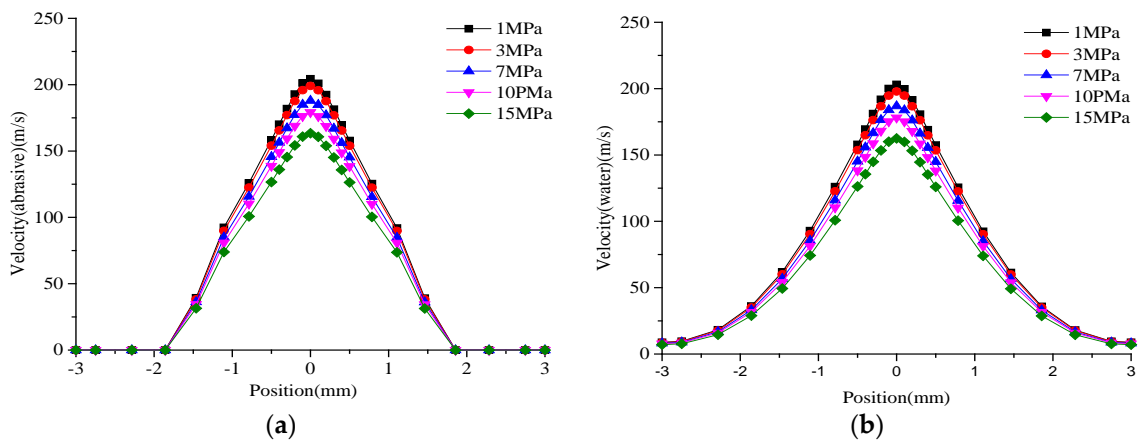 250
200
150
100
50
0
Velocity(abrasive)(m/s)
1MPa
3MPa
7MPa
10PMa
15MPa
-3 -2 -1 0 1 2 3
Position(mm)
(a)
250
200
150
100
50
0
Velocity(water)(m/s)
1MPa
3MPa
7MPa
10PMa
15MPa
-3 -2 -1 0 1 2 3
Position(mm)
(b)